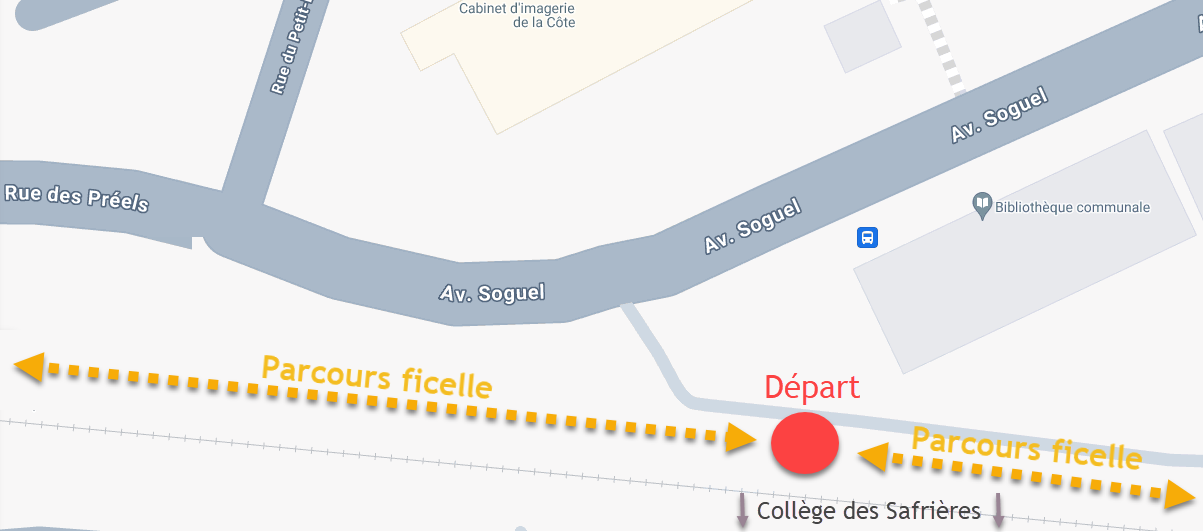 Cabinet d'imagerie
de la Côte
Rue du Petit-
Av. Soguel
Rue des Préels
Av. Soguel
Bibliothèque communale
Av. Soguel
Parcours ficelle
Départ
Parcours ficelle
Collège des Safrières